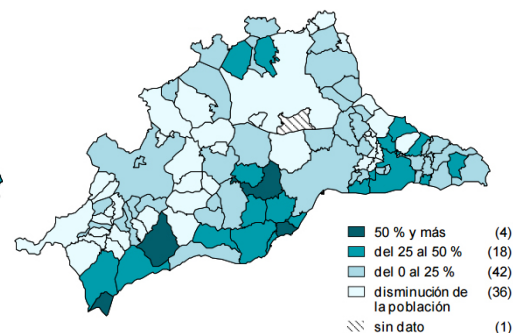 50 % y más (4)
del 25 al 50 % (18)
del 0 al 25 % (42)
disminución de (36)
la población
sin dato (1)